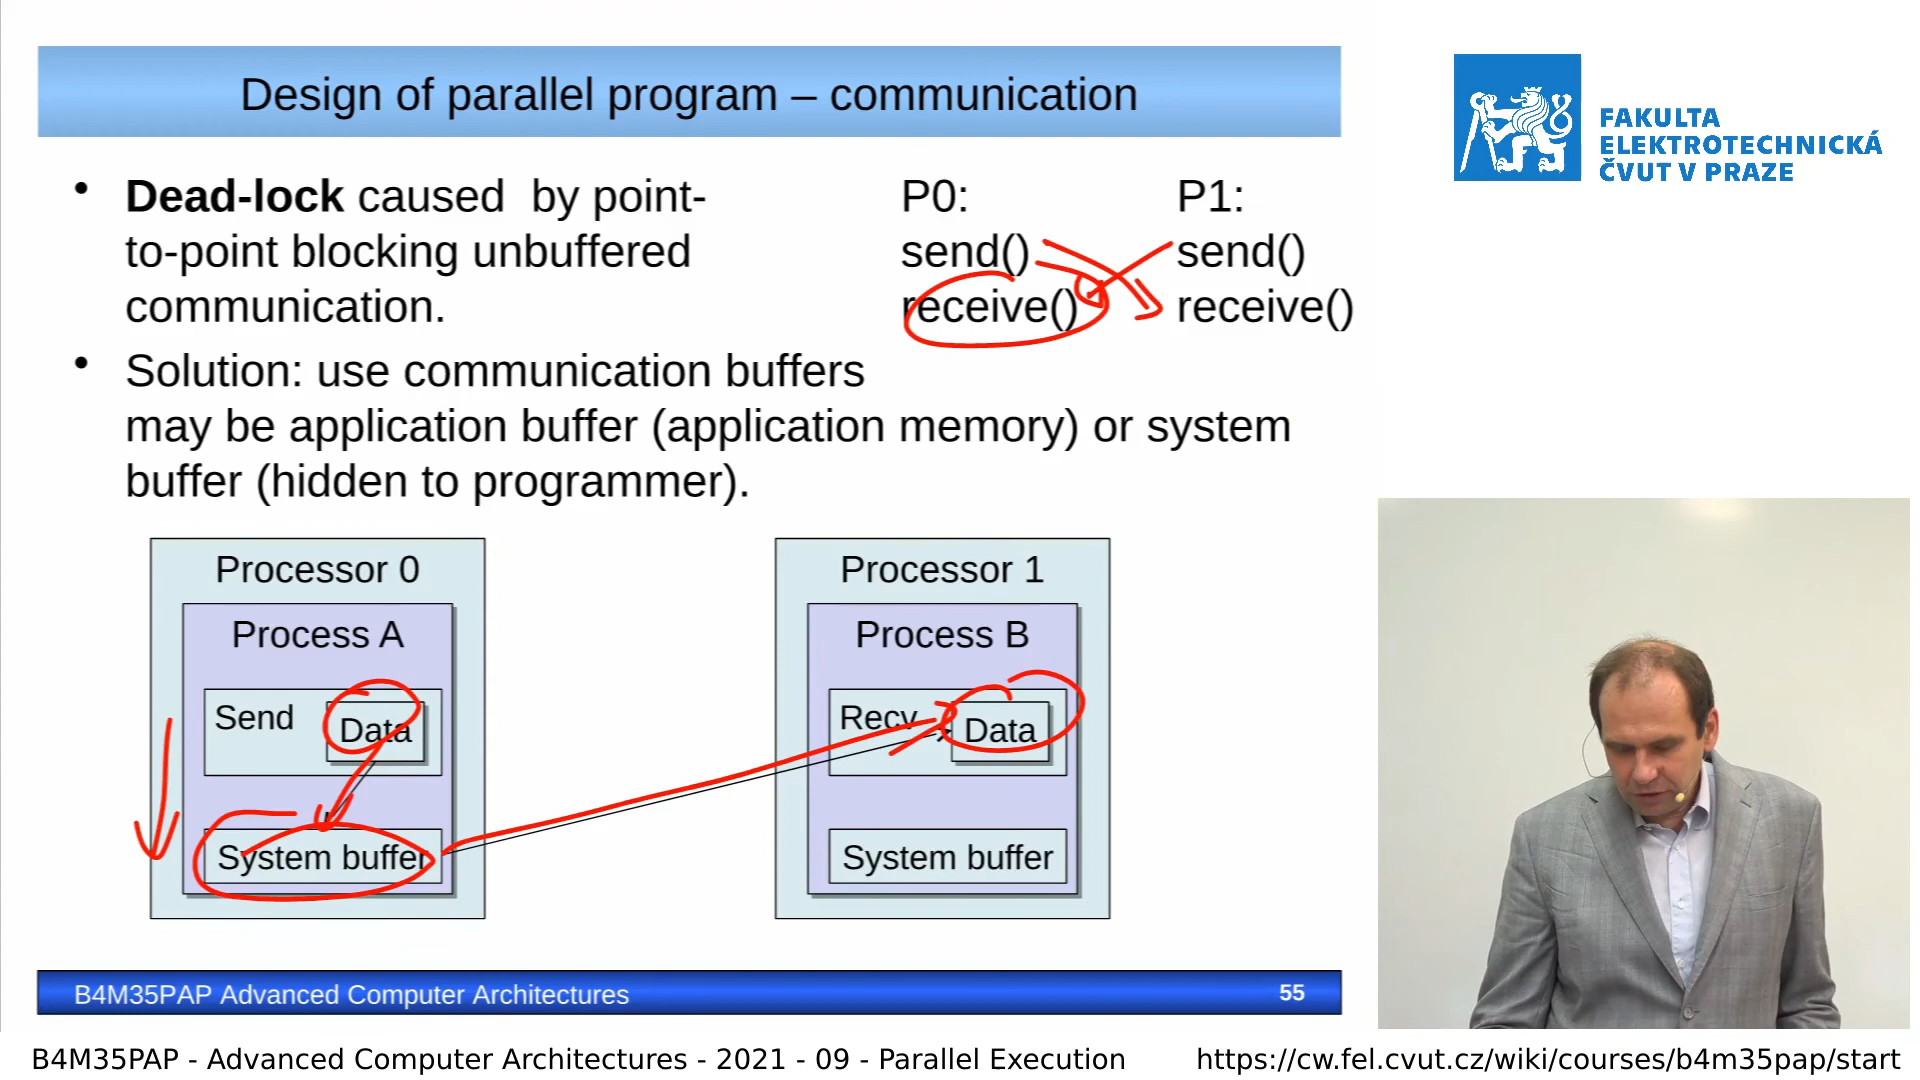 Design of parallel program – communication
FAKULTA
ELEKTROTECHNICKÁ
ČVUT V PRAZE
• Dead-lock caused by point-
to-point blocking unbuffered
communication.
P0:
send()
receive()
P1:
send()
receive()
• Solution: use communication buffers
may be application buffer (application memory) or system
buffer (hidden to programmer).
Processor 0
Process A
Send
Data
System buffer
Processor 1
Process B
Recv
Data
System buffer
B4M35PAP Advanced Computer Architectures
55
B4M35PAP - Advanced Computer Architectures - 2021 - 09 - Parallel Execution
https://cw.fel.cvut.cz/wiki/courses/b4m35pap/start